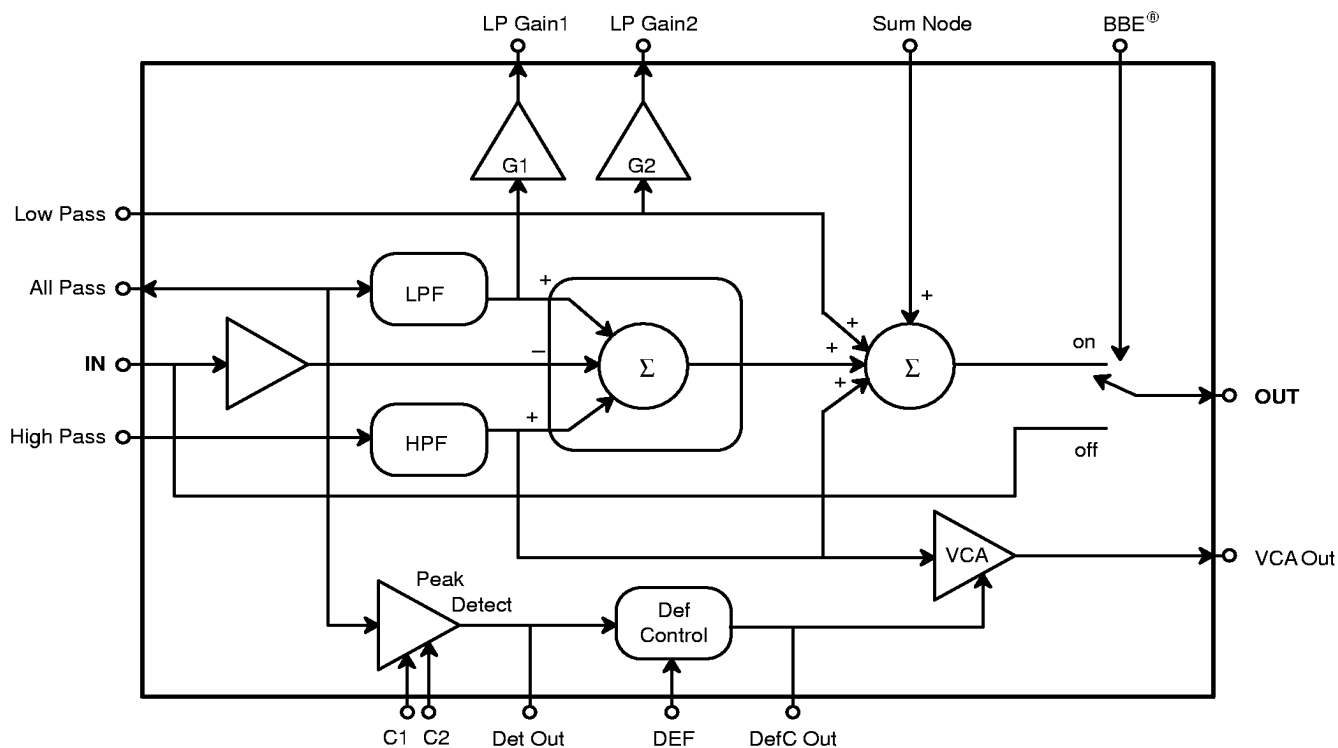 LP Gain1
LP Gain2
Sum Node
BBE®
G1
G2
Low Pass
All Pass
LPF
+
+
+
IN
−
Σ
+
Σ
on
OUT
High Pass
HPF
+
+
off
VCA
VCA Out
Peak
Detect
Def
Control
C1
C2
Det Out
DEF
DefC Out